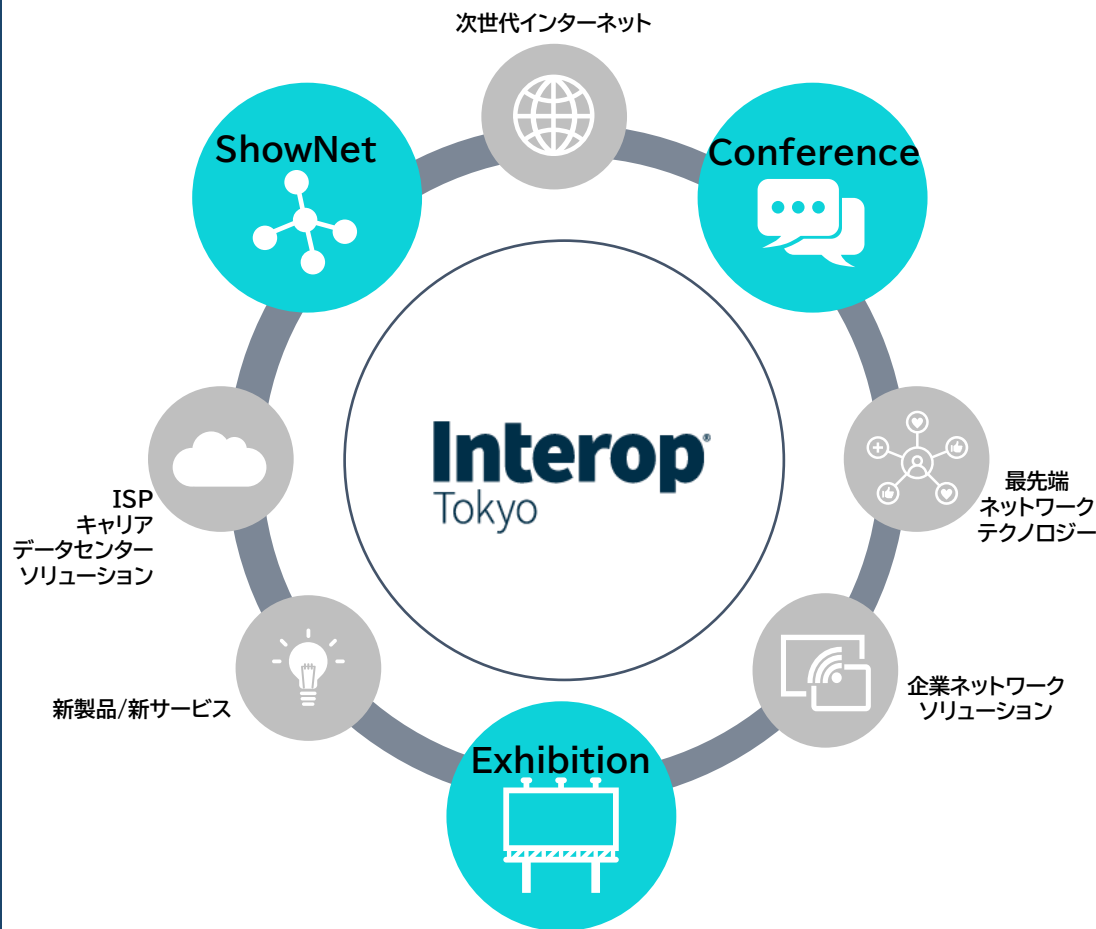 次世代インターネット
ShowNet
Conference
Interop®
Tokyo
ISP
キャリア
データセンター
ソリューション
最先端
ネットワーク
テクノロジー
新製品/新サービス
企業ネットワーク
ソリューション
Exhibition